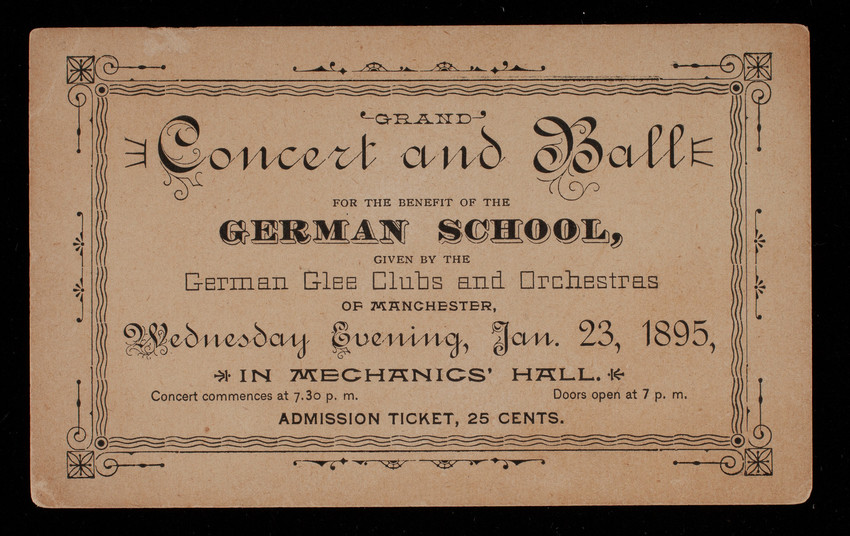 GRAND
Concert and Ball
FOR THE BENEFIT OF THE
GERMAN SCHOOL,
GIVEN BY THE
German Glee Clubs and Orchestras
OF MANCHESTER,
Wednesday Evening, Jan. 23, 1895,
IN MECHANICS' HALL.
Concert commences at 7.30 p. m. Doors open at 7 p. m.
ADMISSION TICKET, 25 CENTS.